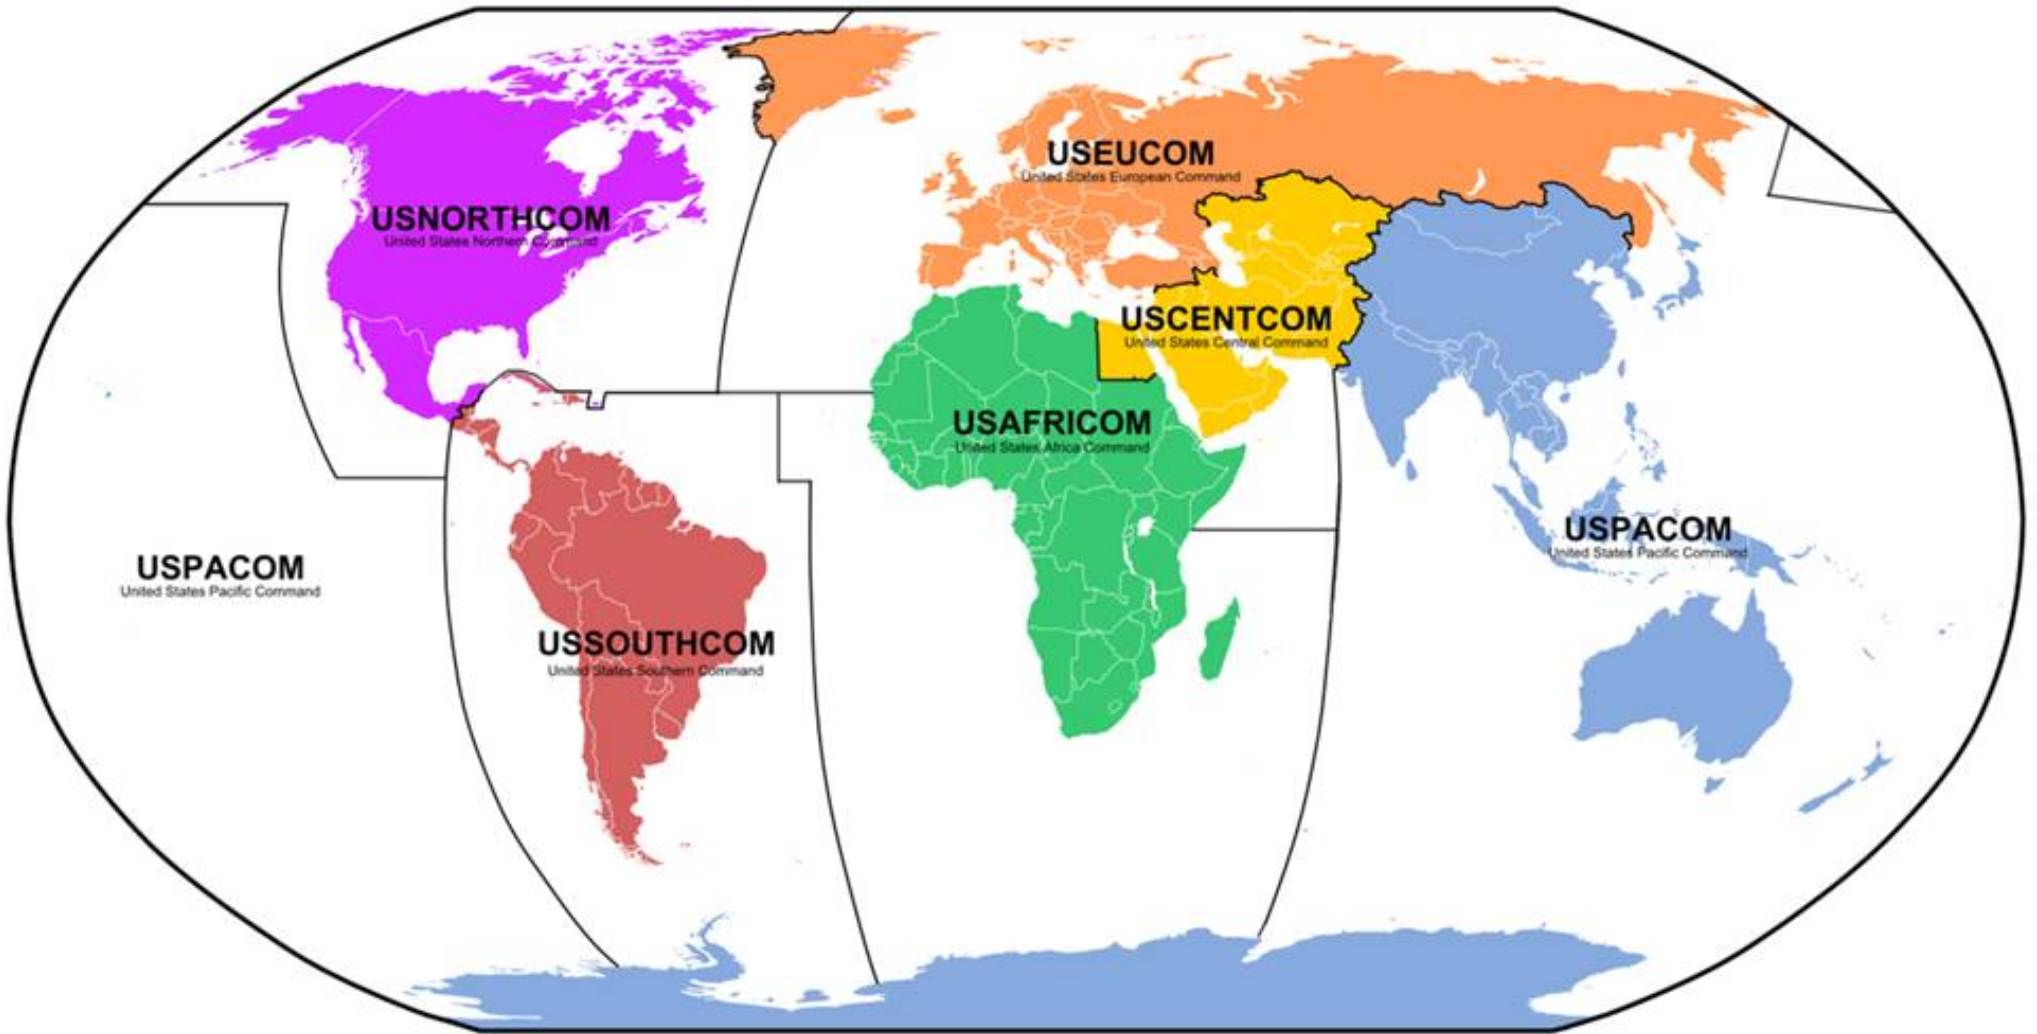 USEUCOM
United States European Command
USNORTHCOM
United States Northern Command
USCENTCOM
United States Central Command
USAFRICOM
United States Africa Command
USPACOM
United States Pacific Command
USPACOM
United States Pacific Command
USSOUTHCOM
United States Southern Command